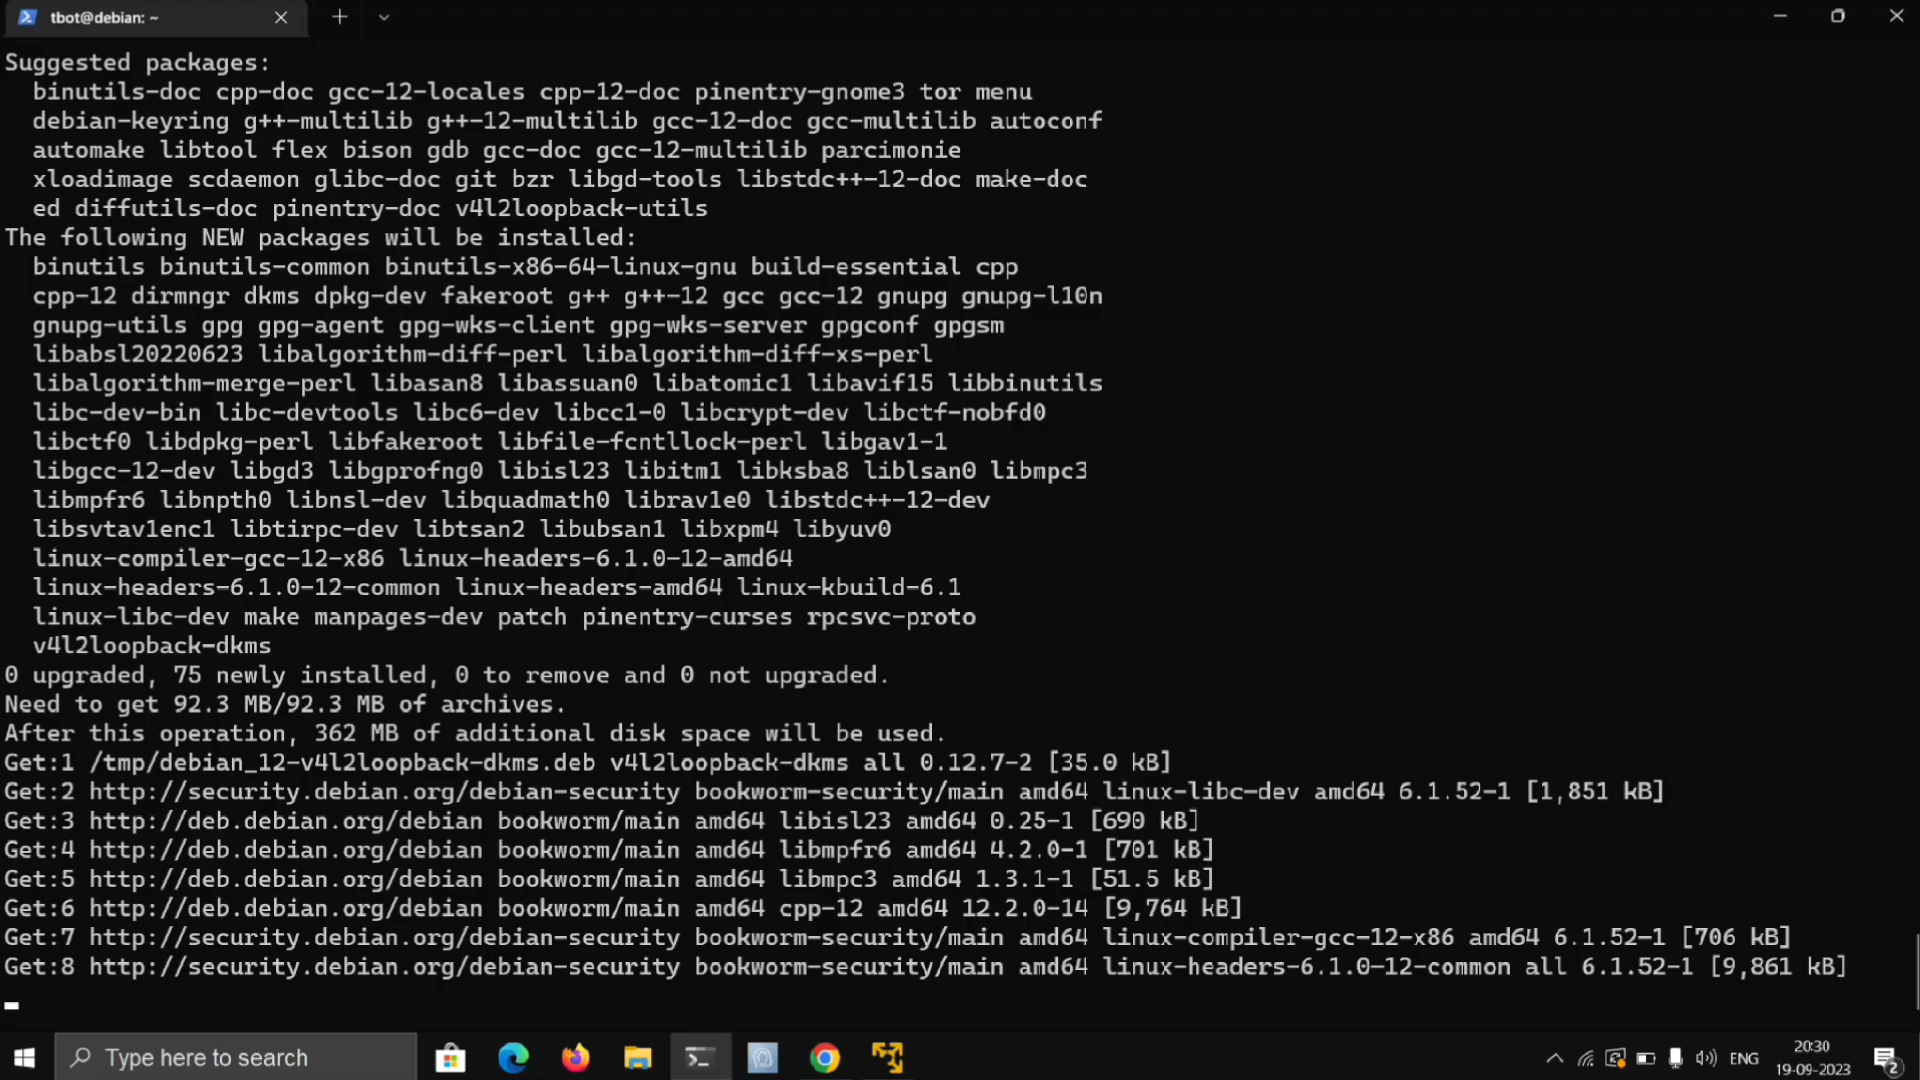 tbot@debian: ~
Suggested packages:
binutils-doc cpp-doc gcc-12-locales cpp-12-doc pinentry-gnome3 tor menu
debian-keyring g++-multilib g++-12-multilib gcc-12-doc gcc-multilib autoconf
automake libtool flex bison gdb gcc-doc gcc-12-multilib parcimonie
xloadimage scdaemon glibc-doc git bzr libgd-tools libstdc++-12-doc make-doc
ed diffutils-doc pinentry-doc v4l2loopback-utils
The following NEW packages will be installed:
binutils binutils-common binutils-x86-64-linux-gnu build-essential cpp
cpp-12 dirmngr dkms dpkg-dev fakeroot g++ g++-12 gcc gcc-12 gnupg gnupg-l10n
gnupg-utils gpg gpg-agent gpg-wks-client gpg-wks-server gpgconf gpgsm
libabsl20220623 libalgorithm-diff-perl libalgorithm-diff-xs-perl
libalgorithm-merge-perl libasan8 libassuan0 libatomic1 libavif15 libbinutils
libc-dev-bin libc-devtools libc6-dev libcc1-0 libcrypt-dev libctf-nobfd0
libctf0 libdpkg-perl libfakeroot libfile-fcntllock-perl libgav1-1
libgcc-12-dev libgd3 libgprofng0 libisl23 libitm1 libksba8 liblsan0 libmpc3
libmpfr6 libnpth0 libnsl-dev libquadmath0 librav1e0 libstdc++-12-dev
libsvtav1enc1 libtirpc-dev libtsan2 libubsan1 libxpm4 libyuv0
linux-compiler-gcc-12-x86 linux-headers-6.1.0-12-amd64
linux-headers-6.1.0-12-common linux-headers-amd64 linux-kbuild-6.1
linux-libc-dev make manpages-dev patch pinentry-curses rpcsvc-proto
v4l2loopback-dkms
0 upgraded, 75 newly installed, 0 to remove and 0 not upgraded.
Need to get 92.3 MB/92.3 MB of archives.
After this operation, 362 MB of additional disk space will be used.
Get:1 /tmp/debian_12-v4l2loopback-dkms.deb v4l2loopback-dkms all 0.12.7-2 [35.0 kB]
Get:2 http://security.debian.org/debian-security bookworm-security/main amd64 linux-libc-dev amd64 6.1.52-1 [1,851 kB]
Get:3 http://deb.debian.org/debian bookworm/main amd64 libisl23 amd64 0.25-1 [690 kB]
Get:4 http://deb.debian.org/debian bookworm/main amd64 libmpfr6 amd64 4.2.0-1 [701 kB]
Get:5 http://deb.debian.org/debian bookworm/main amd64 libmpc3 amd64 1.3.1-1 [51.5 kB]
Get:6 http://deb.debian.org/debian bookworm/main amd64 cpp-12 amd64 12.2.0-14 [9,764 kB]
Get:7 http://security.debian.org/debian-security bookworm-security/main amd64 linux-compiler-gcc-12-x86 amd64 6.1.52-1 [706 kB]
Get:8 http://security.debian.org/debian-security bookworm-security/main amd64 linux-headers-6.1.0-12-common all 6.1.52-1 [9,861 kB]
Type here to search
ENG
20:30
19-09-2023
2